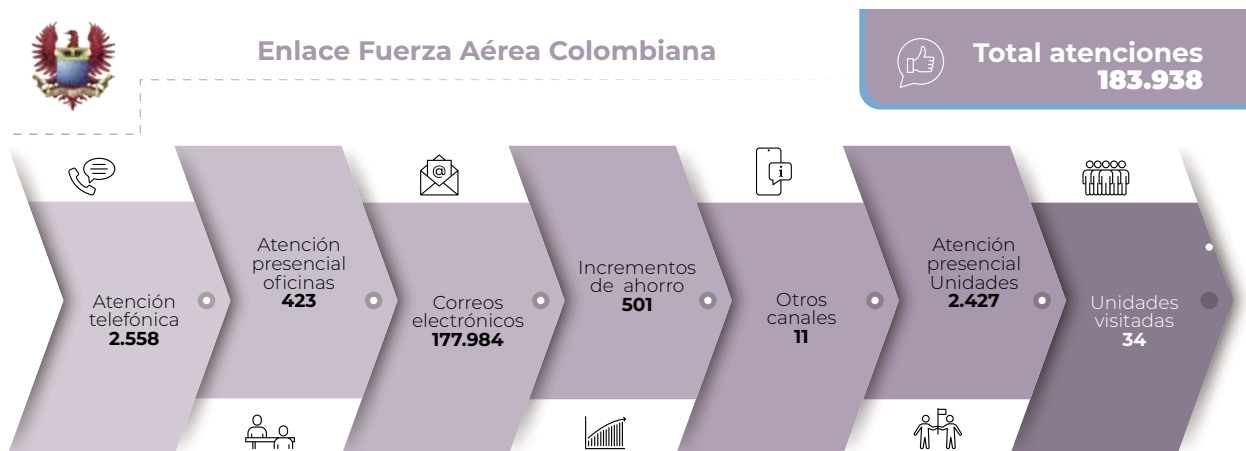 Enlace Fuerza Aérea Colombiana
Total atenciones
183.938
Atención
telefónica
2.558
Atención
presencial
oficinas
423
Correos
electrónicos
177.984
Incrementos
de ahorro
501
Otros
canales
11
Atención
presencial
Unidades
2.427
Unidades
visitadas
34